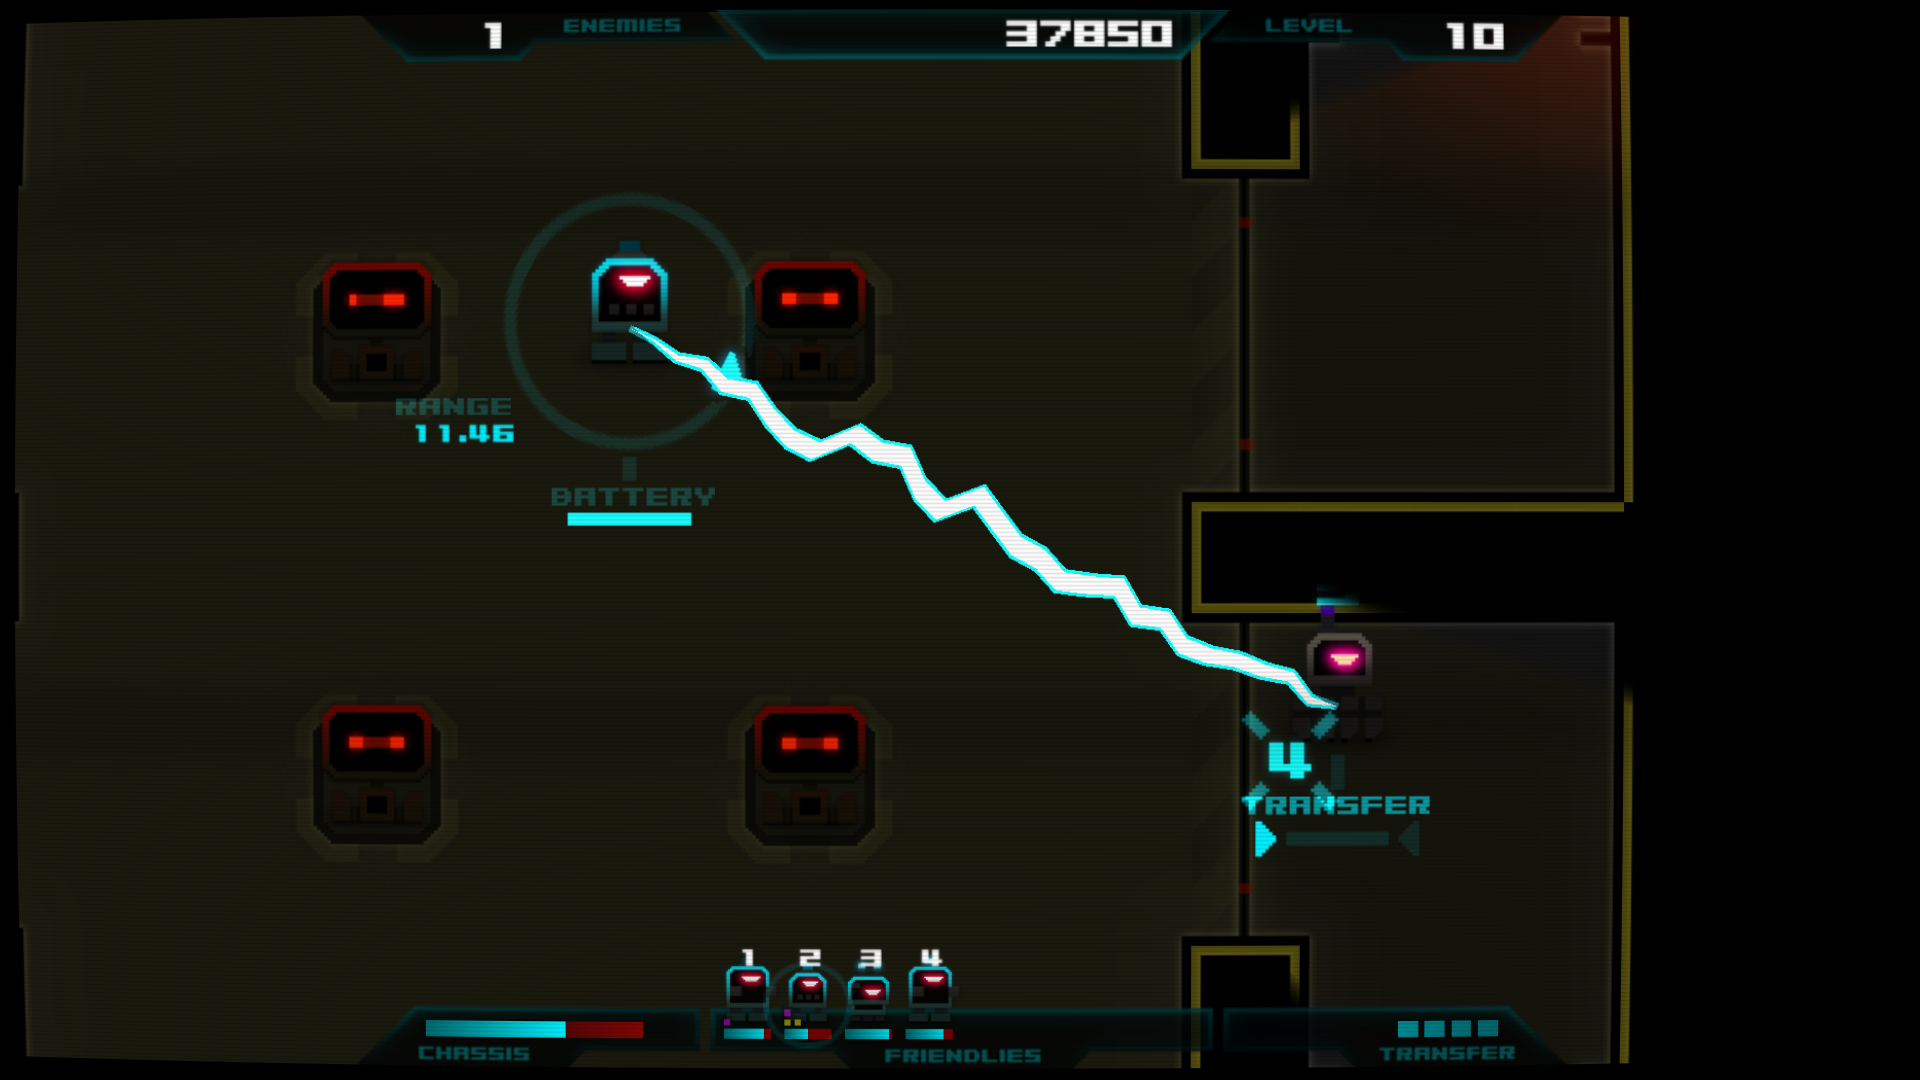 1 ENEMIES 37850 LEVEL 10
RANGE
11.46
BATTERY
4
TRANSFER
1 2 3 4
CHASSIS FRIENDLIES TRANSFER